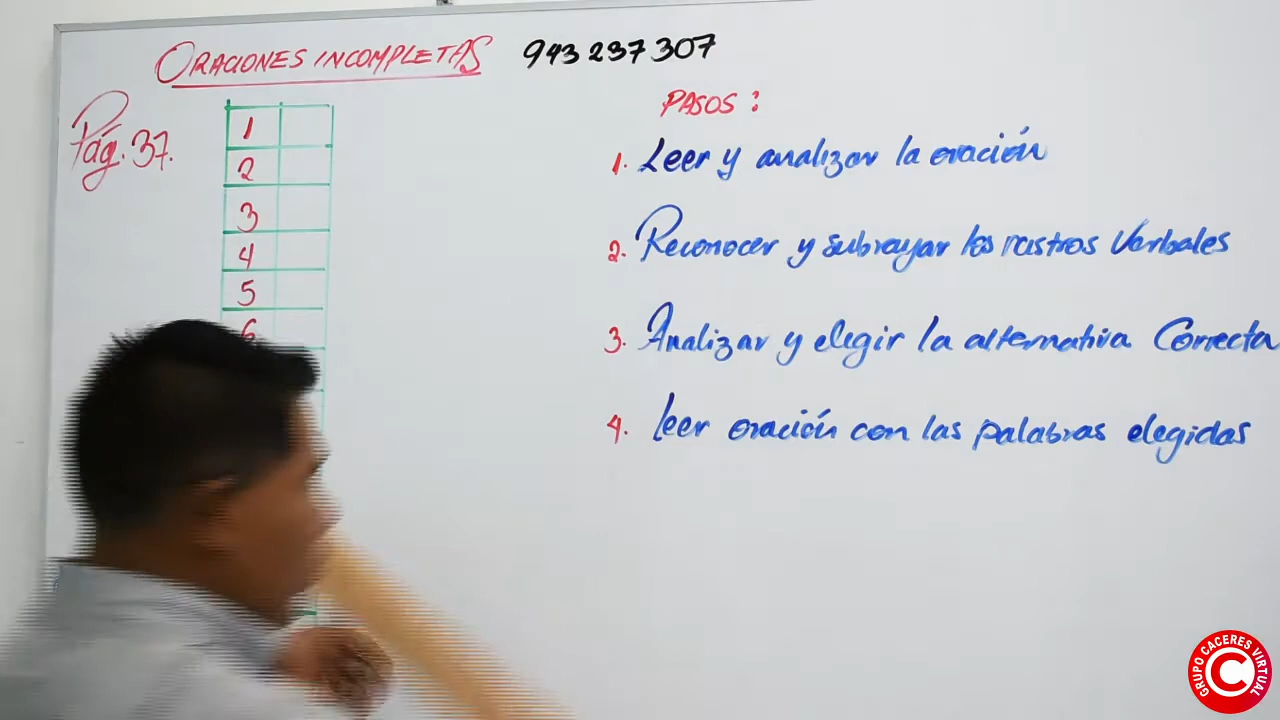 ORACIONES INCOMPLETAS 943 237 307
Pág. 37.
1
2
3
4
5
6
PASOS:
1. Leer y analizar la oración
2. Reconocer y subrayar los rastros Verbales
3. Analizar y elegir la alternativa Correcta
4. leer oración con las palabras elegidas
GRUPO CACERES VIRTUAL
C